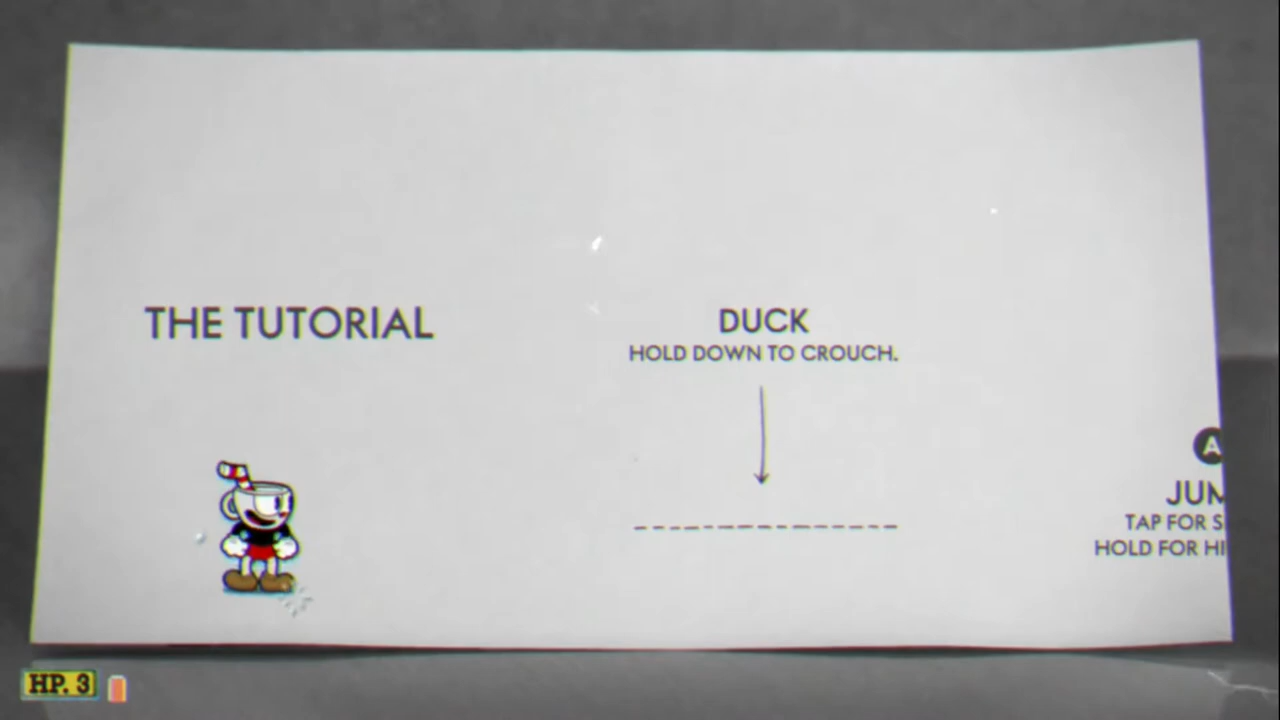 THE TUTORIAL
DUCK
HOLD DOWN TO CROUCH.
A
JUM
TAP FOR S
HOLD FOR HI
HP. 3